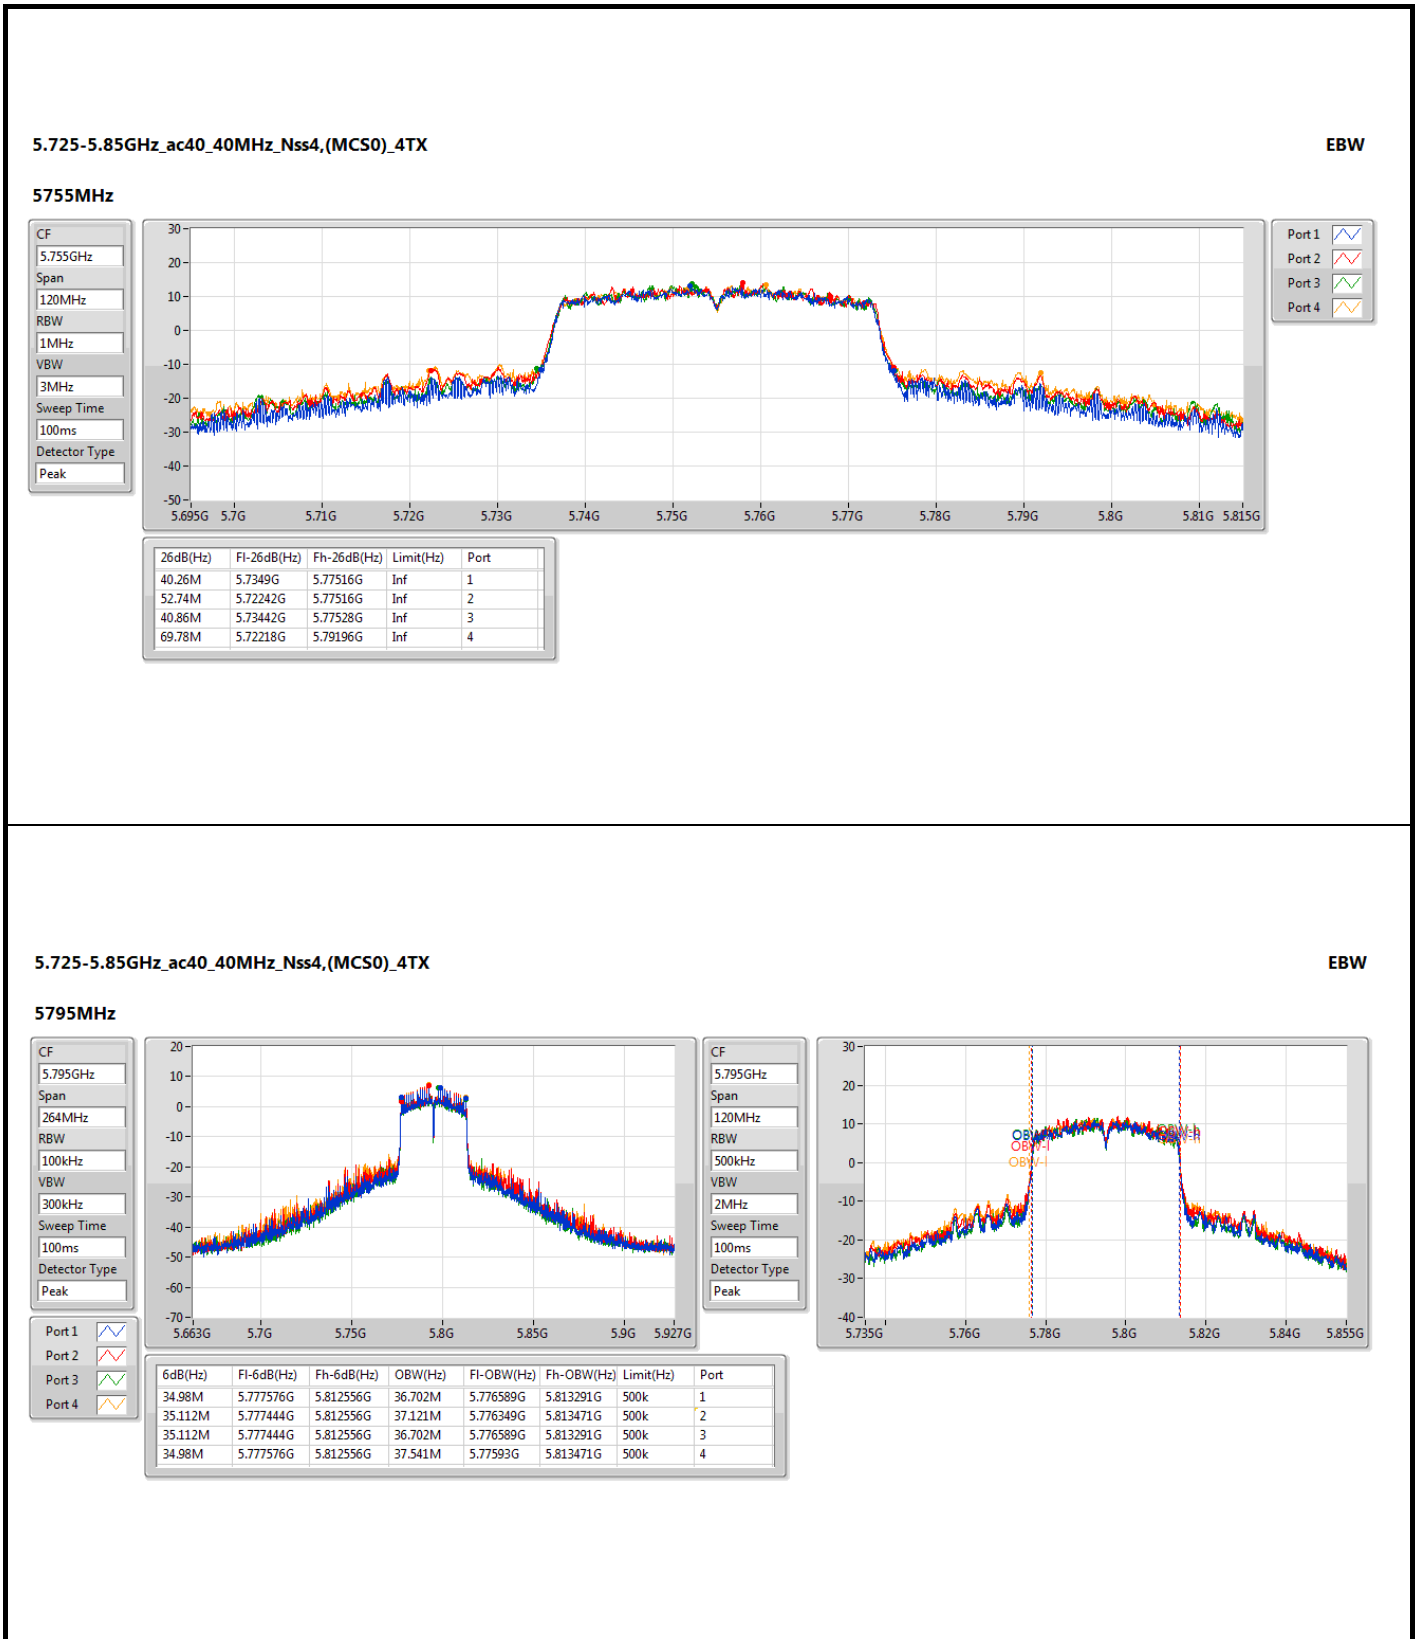 5.725-5.85GHz_ac40_40MHz_Nss4,(MCS0)_4TX EBW
5755MHz
CF
5.755GHz
Span
120MHz
RBW
1MHz
VBW
3MHz
Sweep Time
100ms
Detector Type
Peak
30
20
10
0
-10
-20
-30
-40
-50
5.695G 5.7G 5.71G 5.72G 5.73G 5.74G 5.75G 5.76G 5.77G 5.78G 5.79G 5.8G 5.81G 5.815G
Port 1
Port 2
Port 3
Port 4
26dB(Hz) Fl-26dB(Hz) Fh-26dB(Hz) Limit(Hz) Port
40.26M 5.7349G 5.77516G Inf 1
52.74M 5.72242G 5.77516G Inf 2
40.86M 5.73442G 5.77528G Inf 3
69.78M 5.72218G 5.79196G Inf 4
5.725-5.85GHz_ac40_40MHz_Nss4,(MCS0)_4TX EBW
5795MHz
CF
5.795GHz
Span
264MHz
RBW
100kHz
VBW
300kHz
Sweep Time
100ms
Detector Type
Peak
Port 1
Port 2
Port 3
Port 4
20
10
0
-10
-20
-30
-40
-50
-60
-70
5.663G 5.7G 5.75G 5.8G 5.85G 5.9G 5.927G
CF
5.795GHz
Span
120MHz
RBW
500kHz
VBW
2MHz
Sweep Time
100ms
Detector Type
Peak
30
20
10
0
-10
-20
-30
-40
OBW-l
OBW-l
5.735G 5.76G 5.78G 5.8G 5.82G 5.84G 5.855G
6dB(Hz) Fl-6dB(Hz) Fh-6dB(Hz) OBW(Hz) Fl-OBW(Hz) Fh-OBW(Hz) Limit(Hz) Port
34.98M 5.777576G 5.812556G 36.702M 5.776589G 5.813291G 500k 1
35.112M 5.777444G 5.812556G 37.121M 5.776349G 5.813471G 500k 2
35.112M 5.777444G 5.812556G 36.702M 5.776589G 5.813291G 500k 3
34.98M 5.777576G 5.812556G 37.541M 5.77593G 5.813471G 500k 4